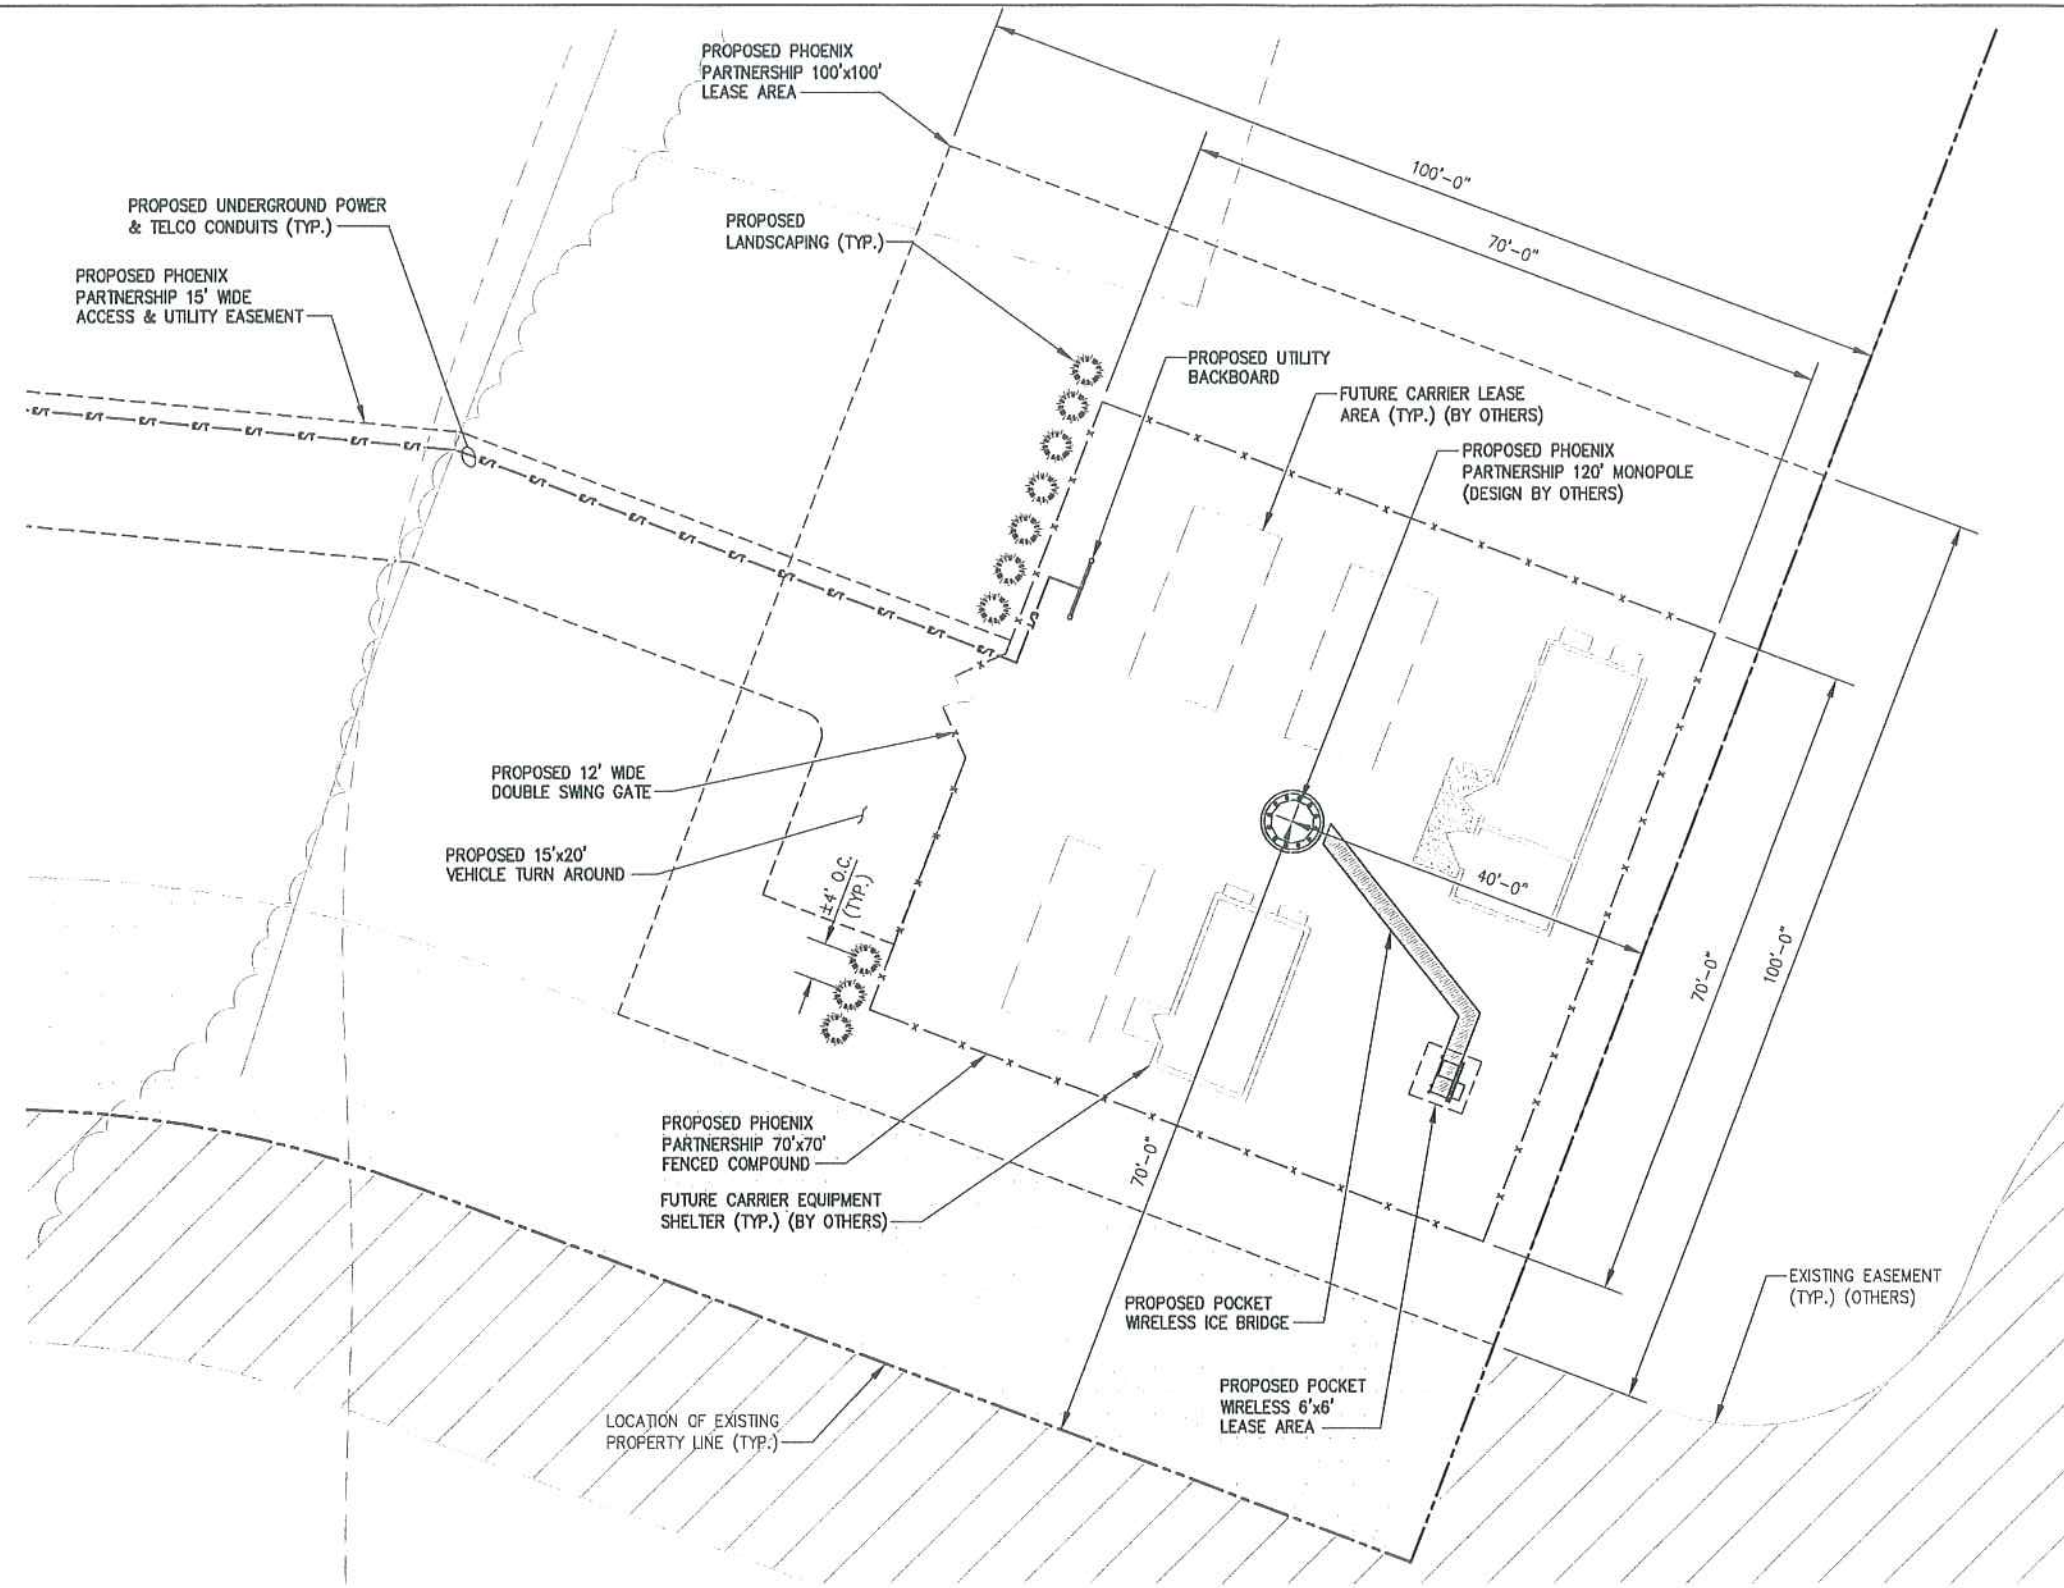 PROPOSED PHOENIX
PARTNERSHIP 100'x100'
LEASE AREA
100'-0"
70'-0"
PROPOSED UNDERGROUND POWER
& TELCO CONDUITS (TYP.)
PROPOSED
LANDSCAPING (TYP.)
PROPOSED PHOENIX
PARTNERSHIP 15' WIDE
ACCESS & UTILITY EASEMENT
PROPOSED UTILITY
BACKBOARD
FUTURE CARRIER LEASE
AREA (TYP.) (BY OTHERS)
PROPOSED PHOENIX
PARTNERSHIP 120' MONOPOLE
(DESIGN BY OTHERS)
PROPOSED 12' WIDE
DOUBLE SWING GATE
PROPOSED 15'x20'
VEHICLE TURN AROUND
±4' O.C.
(TYP.)
40'-0"
70'-0"
100'-0"
PROPOSED PHOENIX
PARTNERSHIP 70'x70'
FENCED COMPOUND
70'-0"
FUTURE CARRIER EQUIPMENT
SHELTER (TYP.) (BY OTHERS)
PROPOSED POCKET
WIRELESS ICE BRIDGE
EXISTING EASEMENT
(TYP.) (OTHERS)
PROPOSED POCKET
WIRELESS 6'x6'
LEASE AREA
LOCATION OF EXISTING
PROPERTY LINE (TYP.)